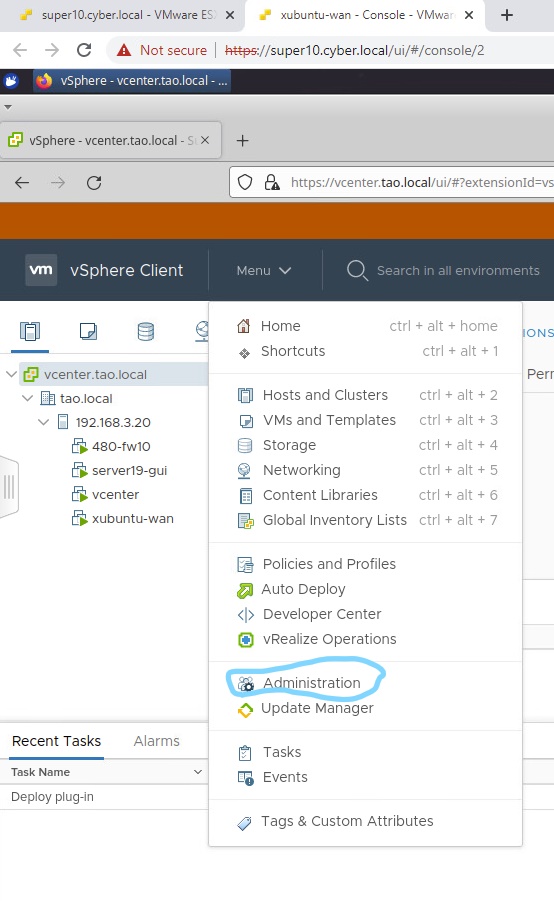 super10.cyber.local - VMware ES
xubuntu-wan - Console - VMwar
Not secure https://super10.cyber.local/ui/#/console/2
vSphere - vcenter.tao.local - ...
vSphere - vcenter.tao.local - S
https://vcenter.tao.local/ui/#?extensionId=vs
vm vSphere Client Menu Search in all environments
Home ctrl + alt + home
Shortcuts ctrl + alt + 1
IONS
Perr
Hosts and Clusters ctrl + alt + 2
VMs and Templates ctrl + alt + 3
Storage ctrl + alt + 4
Networking ctrl + alt + 5
Content Libraries ctrl + alt + 6
Global Inventory Lists ctrl + alt + 7
Policies and Profiles
Auto Deploy
Developer Center
vRealize Operations
Administration
Update Manager
Tasks
Events
Tags & Custom Attributes
vcenter.tao.local
tao.local
192.168.3.20
480-fw10
server19-gui
vcenter
xubuntu-wan
Recent Tasks Alarms
Task Name
Deploy plug-in